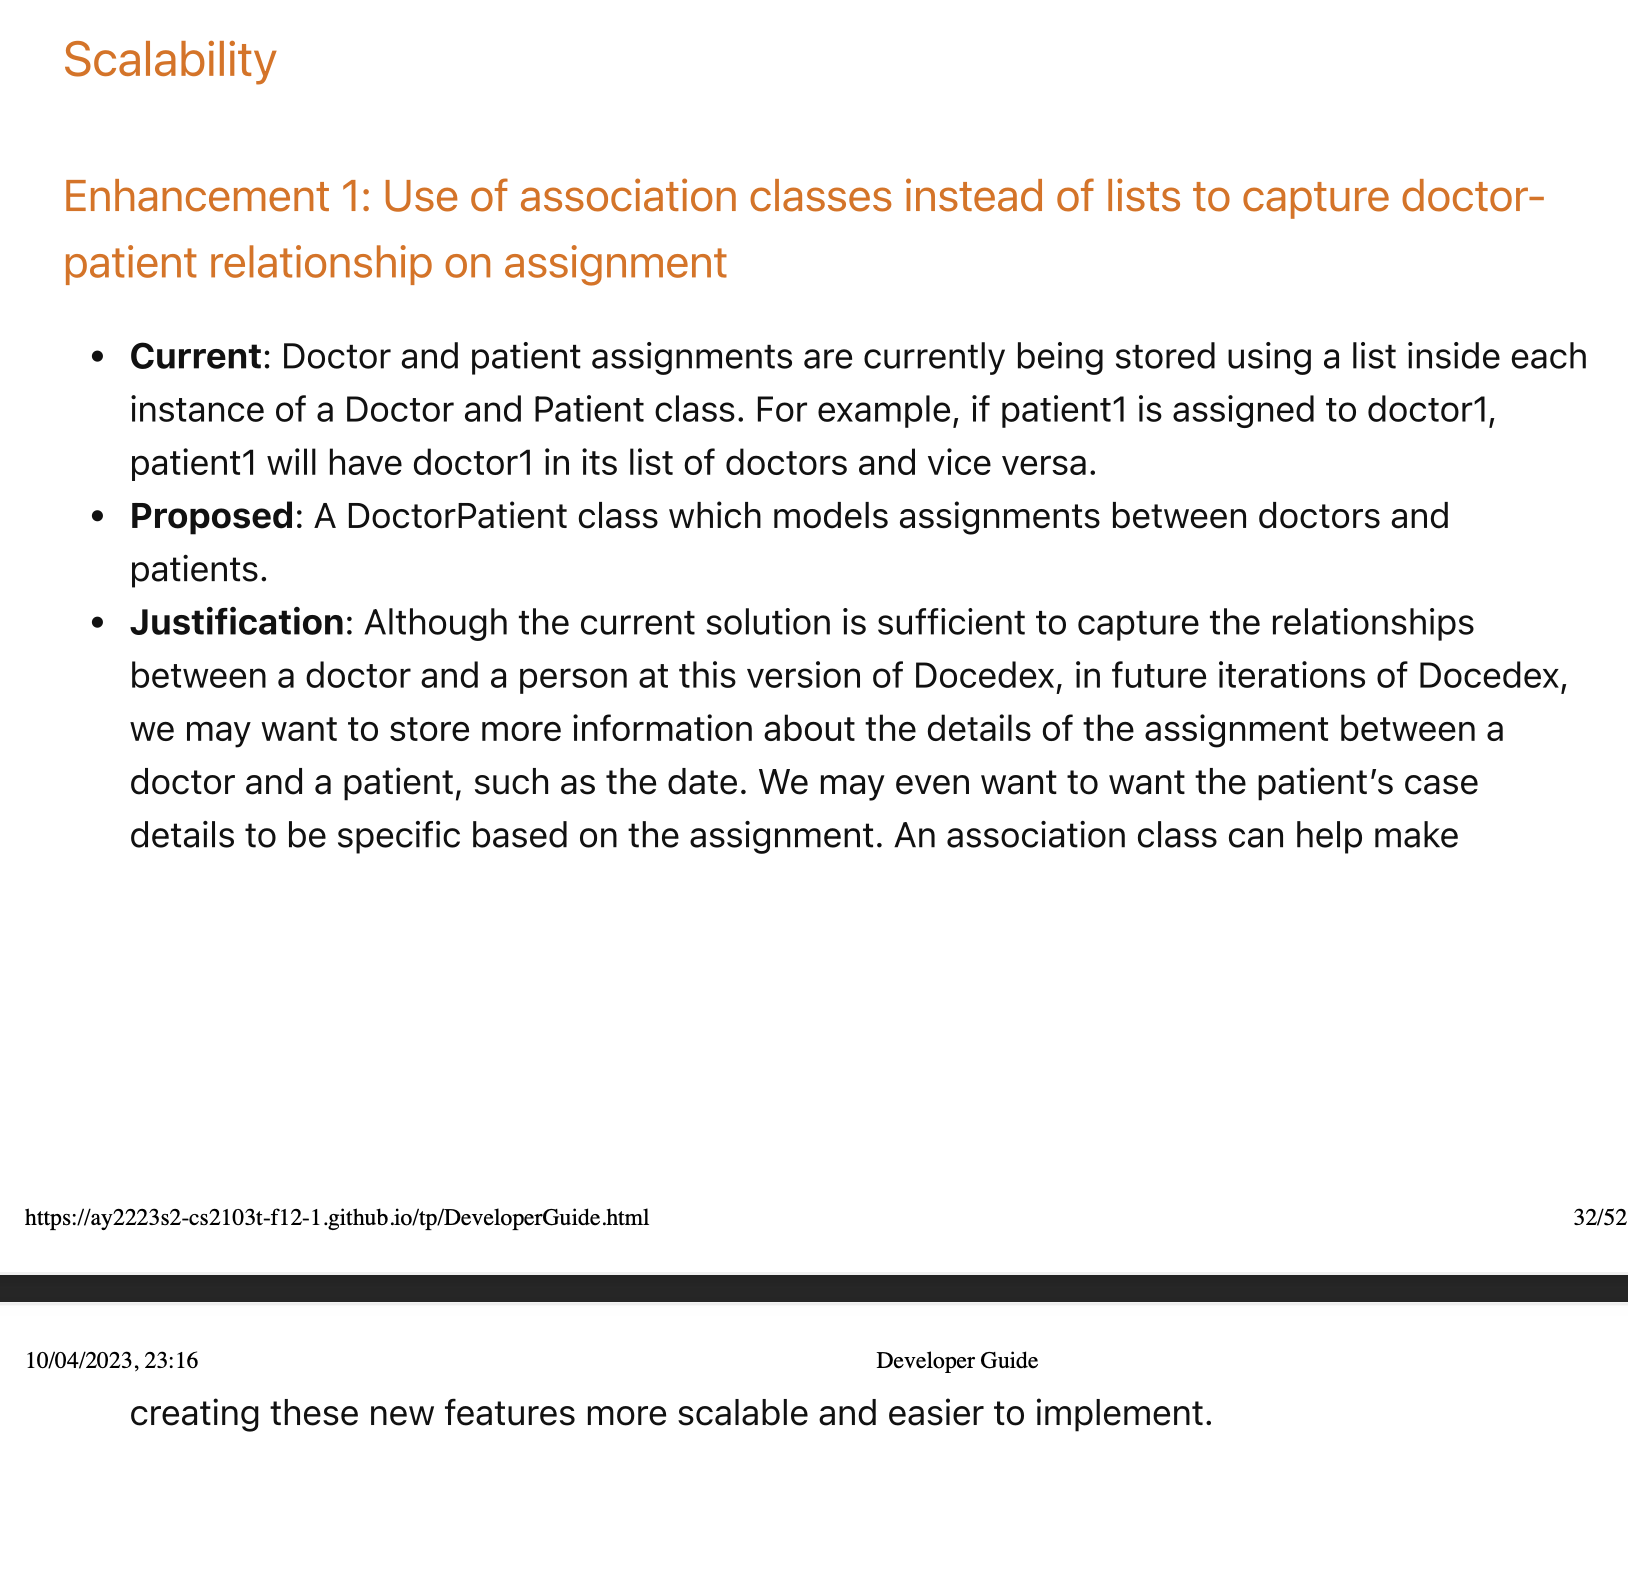 Scalability
Enhancement 1: Use of association classes instead of lists to capture doctor-
patient relationship on assignment
• Current: Doctor and patient assignments are currently being stored using a list inside each
instance of a Doctor and Patient class. For example, if patient1 is assigned to doctor1,
patient1 will have doctor1 in its list of doctors and vice versa.
• Proposed: A DoctorPatient class which models assignments between doctors and
patients.
• Justification: Although the current solution is sufficient to capture the relationships
between a doctor and a person at this version of Docedex, in future iterations of Docedex,
we may want to store more information about the details of the assignment between a
doctor and a patient, such as the date. We may even want to want the patient’s case
details to be specific based on the assignment. An association class can help make
https://ay2223s2-cs2103t-f12-1.github.io/tp/DeveloperGuide.html 32/52
10/04/2023, 23:16 Developer Guide
creating these new features more scalable and easier to implement.